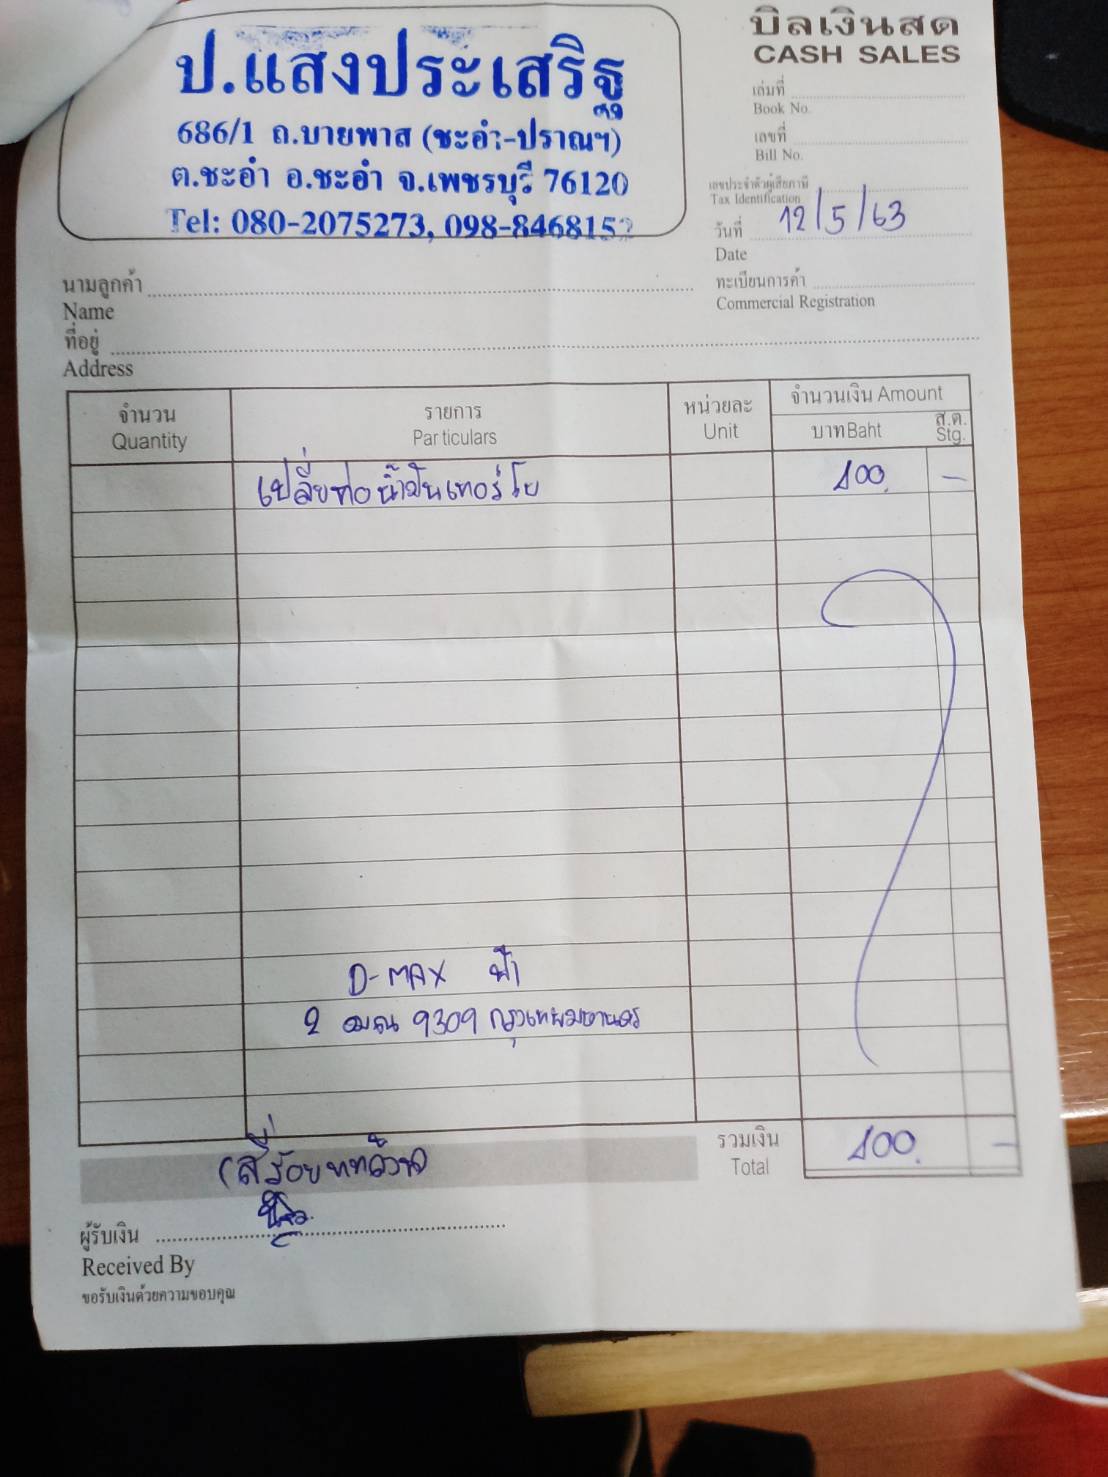 ป.แสงประเสริฐ
686/1 ถ.บายพาส (ชะอำ-ปราณฯ)
ต.ชะอำ อ.ชะอำ จ.เพชรบุรี 76120
Tel: 080-2075273, 098-8468152
บิลเงินสด
CASH SALES
เล่มที่
Book No.
เลขที่
Bill No.
เลขประจำตัวผู้เสียภาษี
Tax Identification
วันที่ 12/5/63
Date
ทะเบียนการค้า
Commercial Registration
นามลูกค้า
Name
ที่อยู่
Address
จำนวน รายการ หน่วยละ จำนวนเงิน Amount
Quantity Particulars Unit บาท Baht ส.ต. Stg.
เปลี่ยท่อน้ำมันเทอร์โบ 400 -
D-MAX ฟ้า
2 ฒณ 9309 กรุงเทพมหานคร
(สี่ร้อยบาทถ้วน)
รวมเงิน 400 -
Total
ผู้รับเงิน
Received By
ขอรับเงินด้วยความขอบคุณ